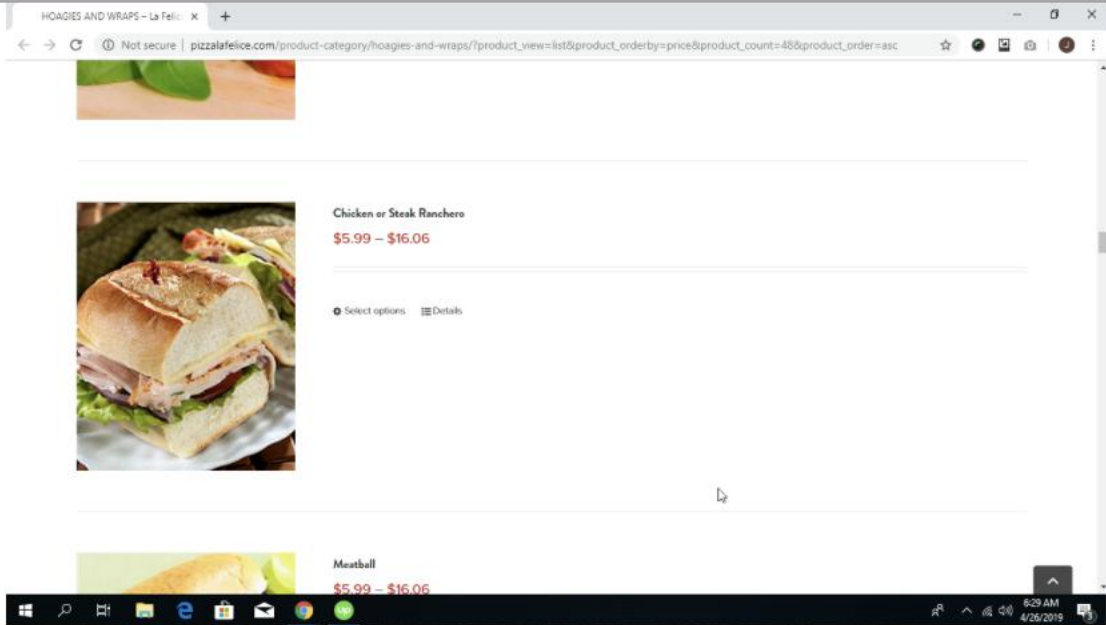 HOAGIES AND WRAPS – La Felic
Not secure | pizzalafelice.com/product-category/hoagies-and-wraps/?product_view=list&product_orderby=price&product_count=48&product_order=asc
J
Chicken or Steak Ranchero
$5.99 – $16.06
Select options Details
Meatball
$5.99 – $16.06
Up
6:29 AM
4/26/2019
3